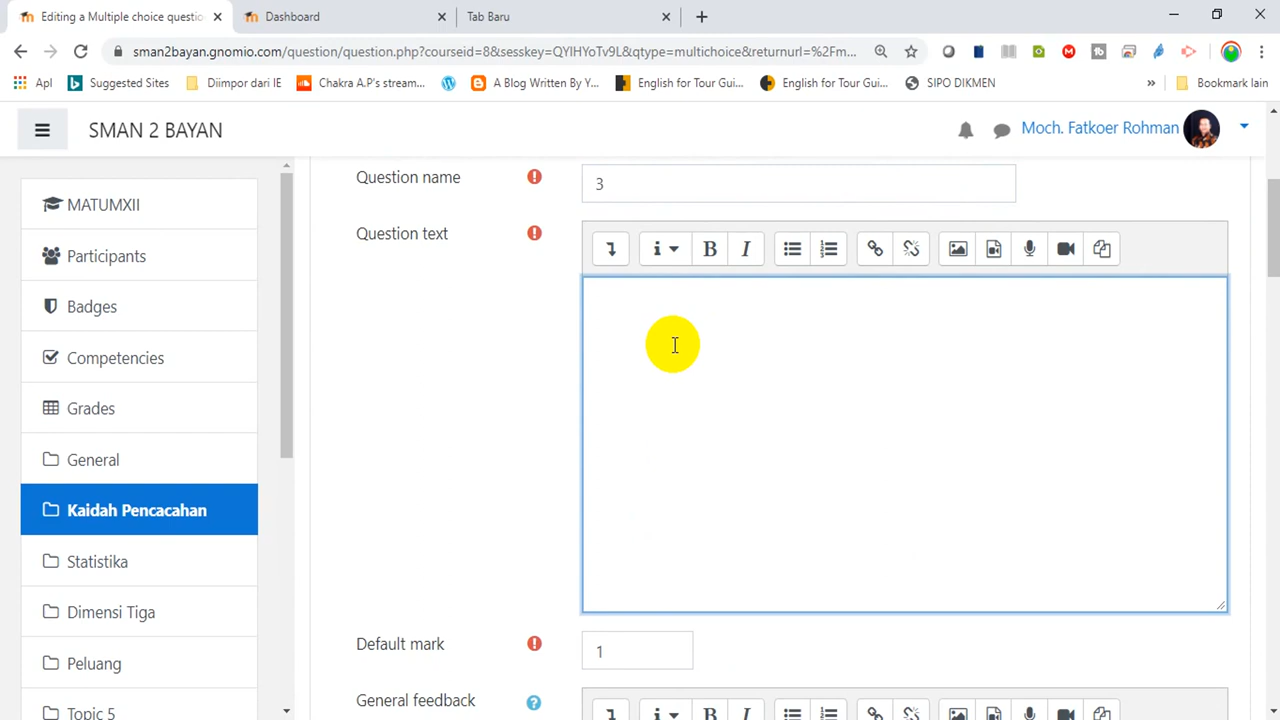 Editing a Multiple choice questio
Dashboard
Tab Baru
sman2bayan.gnomio.com/question/question.php?courseid=8&sesskey=QYIHYoTv9L&qtype=multichoice&returnurl=%2Fm...
Apl
Suggested Sites
Diimpor dari IE
Chakra A.P's stream...
A Blog Written By Y...
English for Tour Gui...
English for Tour Gui...
SIPO DIKMEN
»
Bookmark lain
SMAN 2 BAYAN
Moch. Fatkoer Rohman
MATUMXII
Participants
Badges
Competencies
Grades
General
Kaidah Pencacahan
Statistika
Dimensi Tiga
Peluang
Topic 5
Question name
3
Question text
i B I
Default mark
1
General feedback
i B I